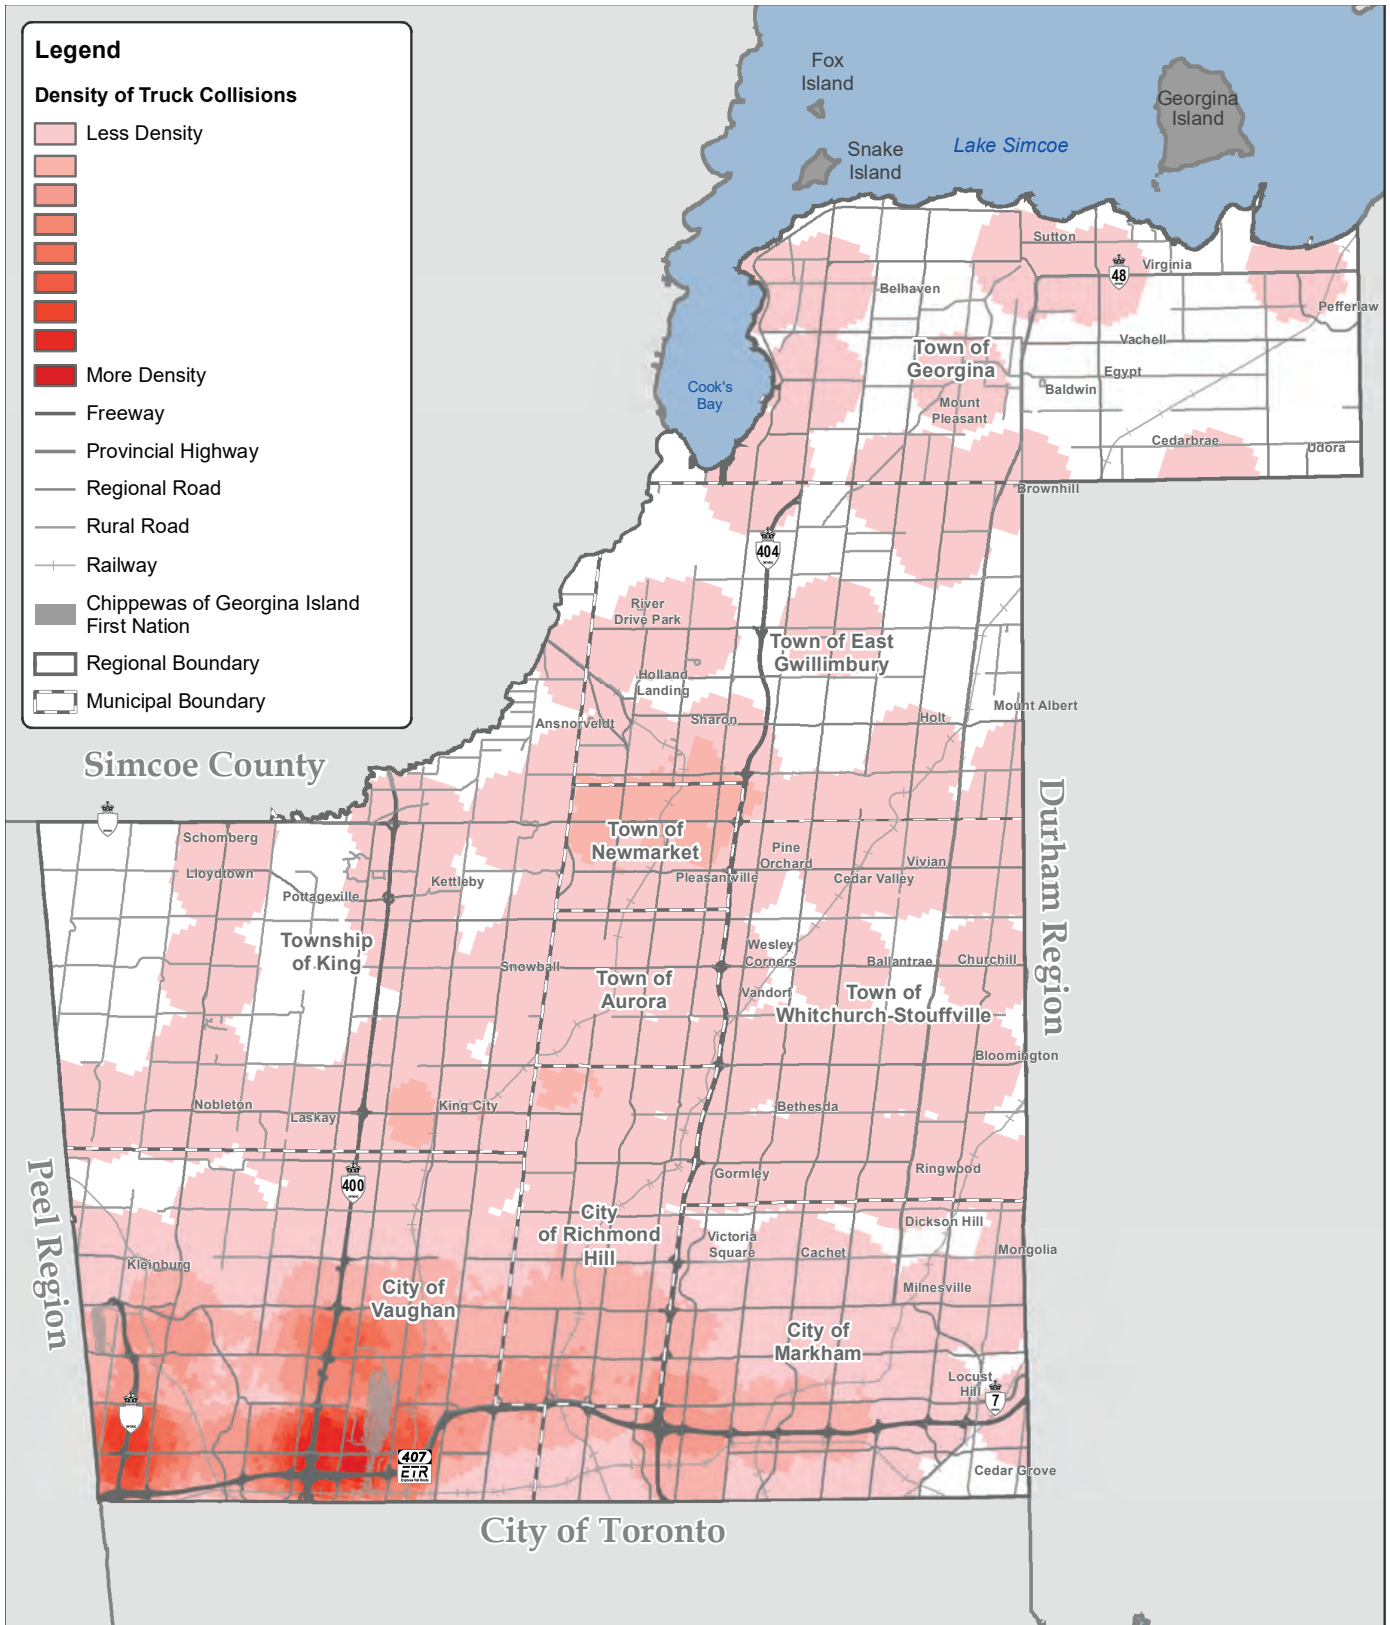 Legend
Density of Truck Collisions
Less Density
More Density
Freeway
Provincial Highway
Regional Road
Rural Road
Railway
Chippewas of Georgina Island
First Nation
Regional Boundary
Municipal Boundary
Fox
Island
Georgina
Island
Snake
Island
Lake Simcoe
Sutton
48
Virginia
Belhaven
Pefferlaw
Town of
Georgina
Vachell
Egypt
Baldwin
Cook's
Bay
Mount
Pleasant
Cedarbrae
Udora
Brownhill
404
River
Drive Park
Town of East
Gwillimbury
Holland
Landing
Mount Albert
Ansnorveldt
Sharon
Holt
Simcoe County
Durham Region
Schomberg
Town of
Newmarket
Pine
Orchard
Vivian
Lloydtown
Kettleby
Pleasantville
Cedar Valley
Pottageville
Township
of King
Wesley
Corners
Snowball
Ballantrae
Churchill
Town of
Aurora
Vandorf
Town of
Whitchurch-Stouffville
Bloomington
Nobleton
Laskay
King City
Bethesda
Peel Region
400
Gormley
Ringwood
City
of Richmond
Hill
Dickson Hill
Victoria
Square
Cachet
Mongolia
Kleinburg
City of
Vaughan
Milnesville
City of
Markham
Locust
Hill
7
407
ETR
Express Toll Route
Cedar Grove
City of Toronto